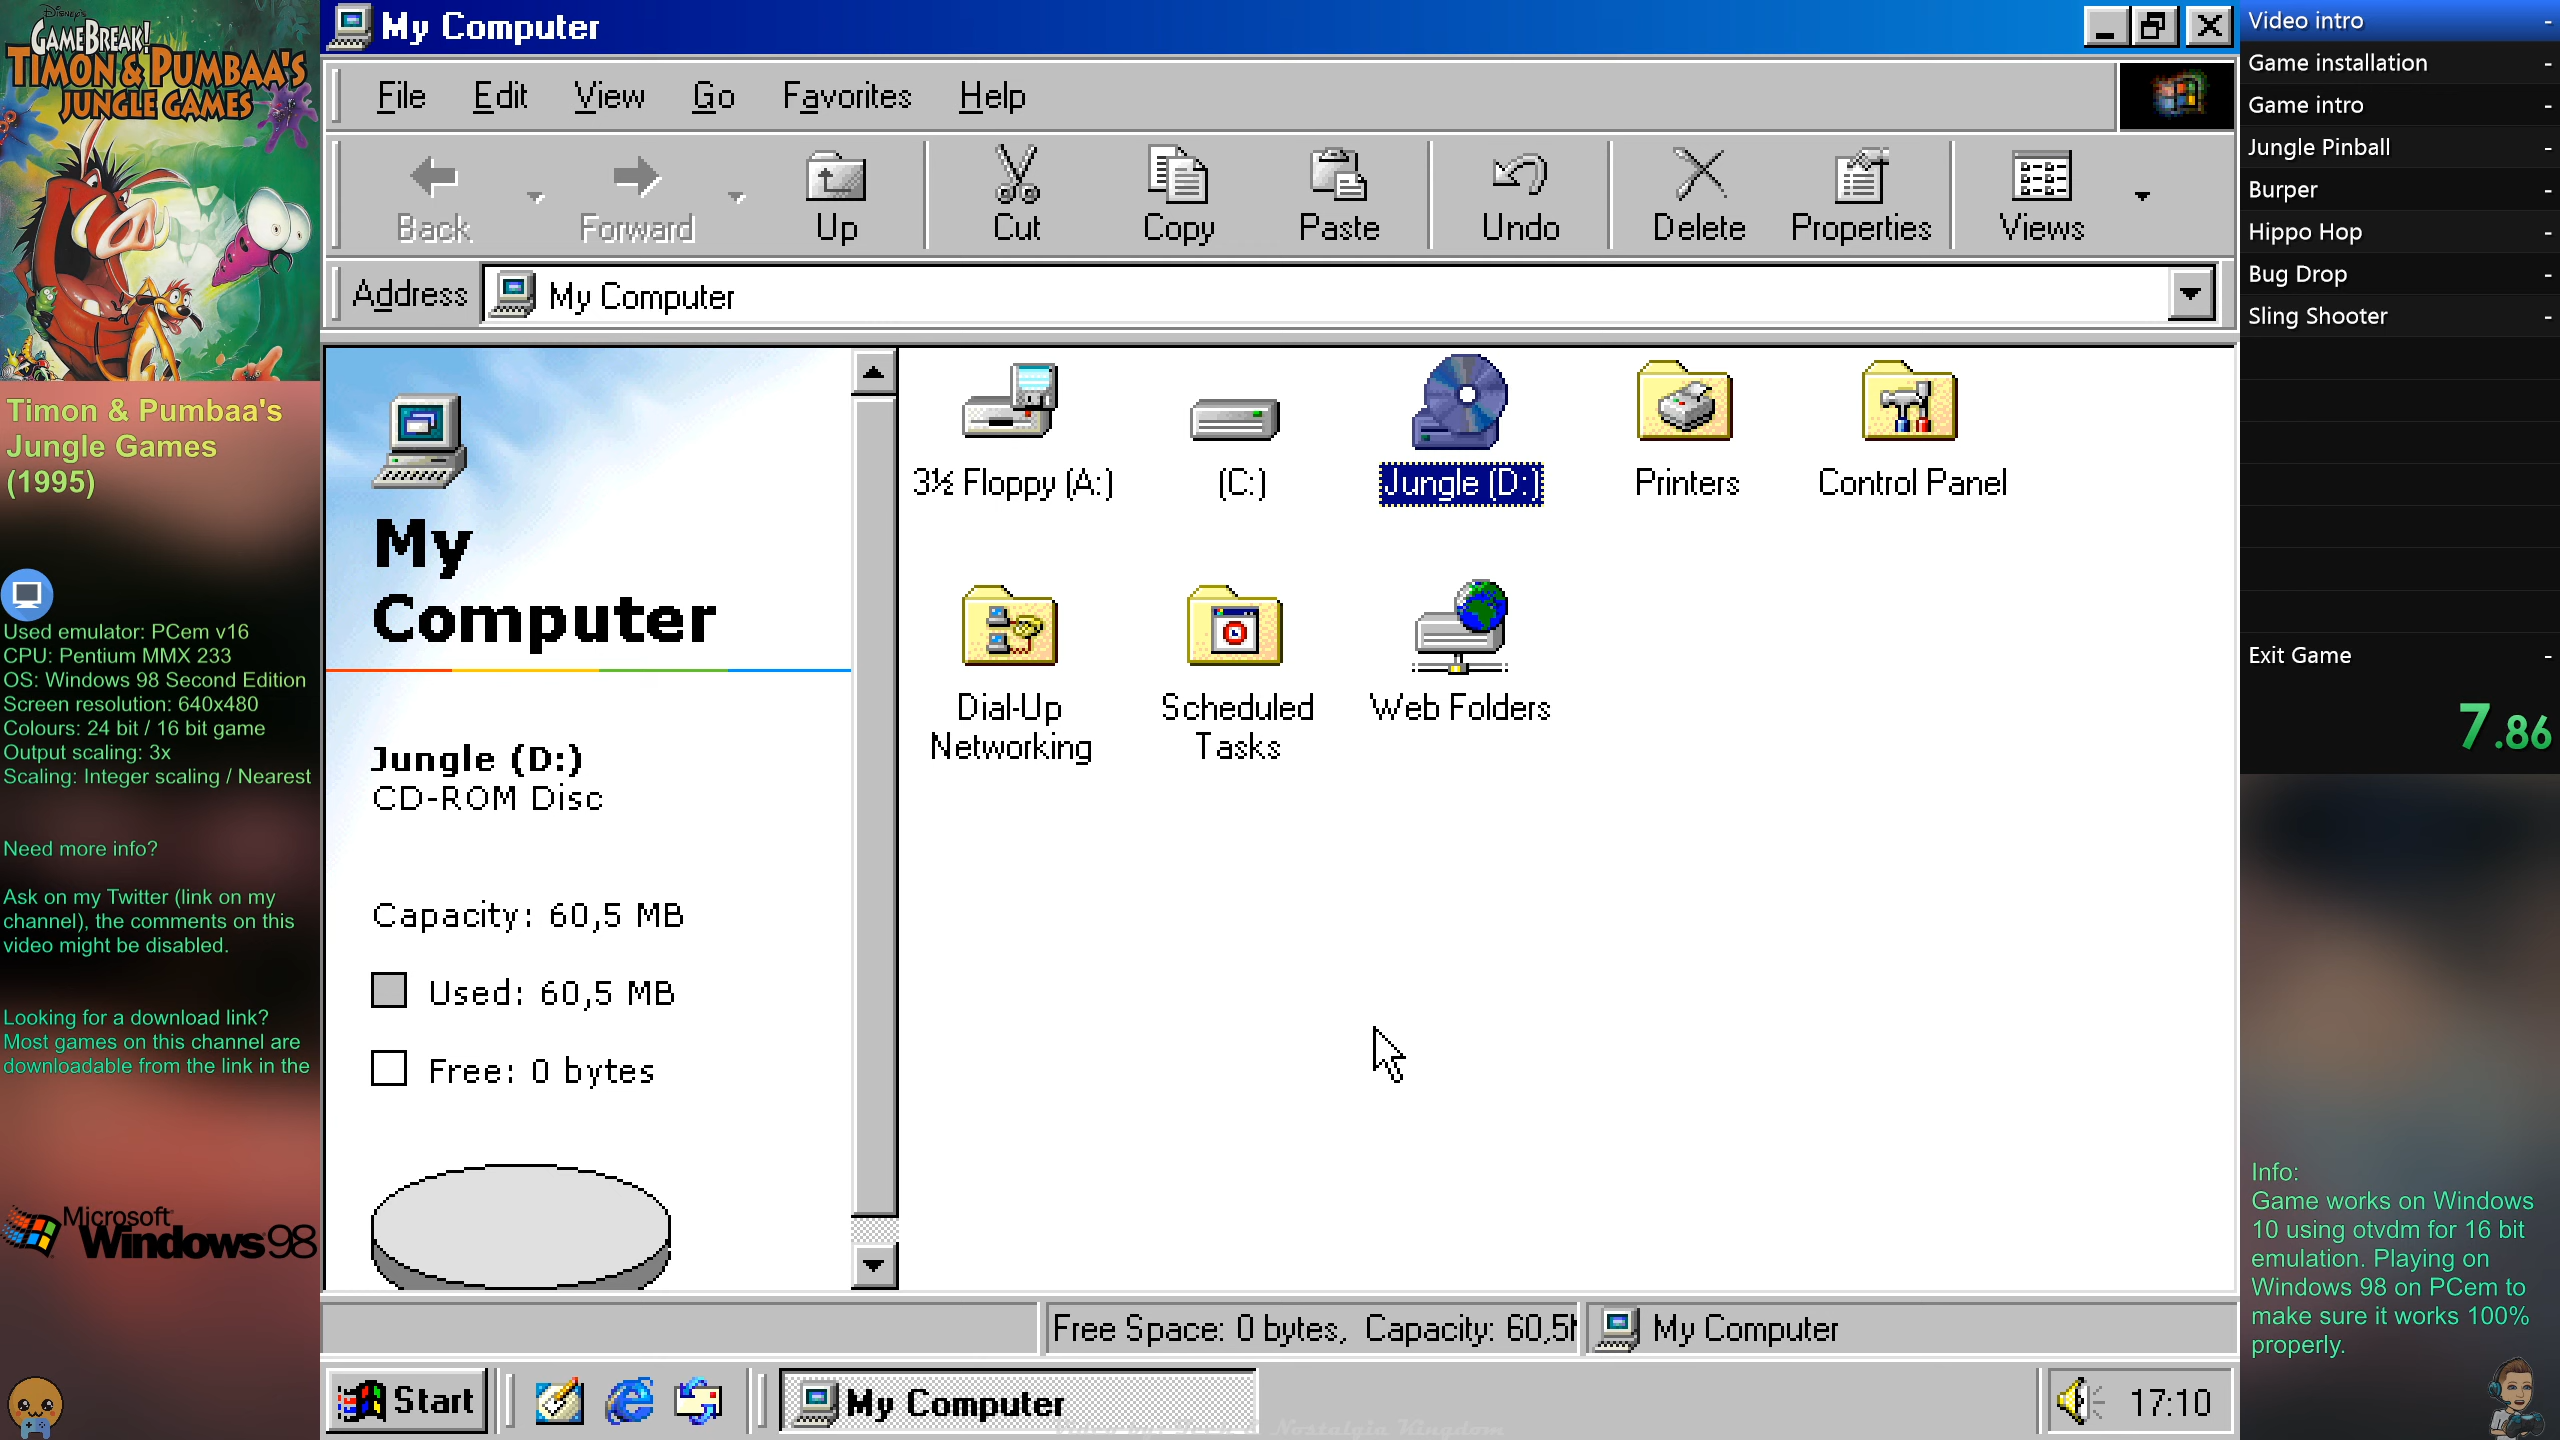 Disney's
GAMEBREAK!
TIMON & PUMBAA'S
JUNGLE GAMES
Timon & Pumbaa's
Jungle Games
(1995)
Used emulator: PCem v16
CPU: Pentium MMX 233
OS: Windows 98 Second Edition
Screen resolution: 640x480
Colours: 24 bit / 16 bit game
Output scaling: 3x
Scaling: Integer scaling / Nearest
Need more info?
Ask on my Twitter (link on my
channel), the comments on this
video might be disabled.
Looking for a download link?
Most games on this channel are
downloadable from the link in the
Microsoft
Windows 98
My Computer
File Edit View Go Favorites Help
Back Forward Up Cut Copy Paste Undo Delete Properties Views
Address My Computer
My
Computer
Jungle (D:)
CD-ROM Disc
Capacity: 60,5 MB
Used: 60,5 MB
Free: 0 bytes
3½ Floppy (A:) (C:) Jungle (D:) Printers Control Panel
Dial-Up
Networking
Scheduled
Tasks
Web Folders
Free Space: 0 bytes, Capacity: 60,5
My Computer
Start My Computer 17:10
Nostalgia Kingdom
Video intro -
Game installation -
Game intro -
Jungle Pinball -
Burper -
Hippo Hop -
Bug Drop -
Sling Shooter -
Exit Game -
7.86
Info:
Game works on Windows
10 using otvdm for 16 bit
emulation. Playing on
Windows 98 on PCem to
make sure it works 100%
properly.